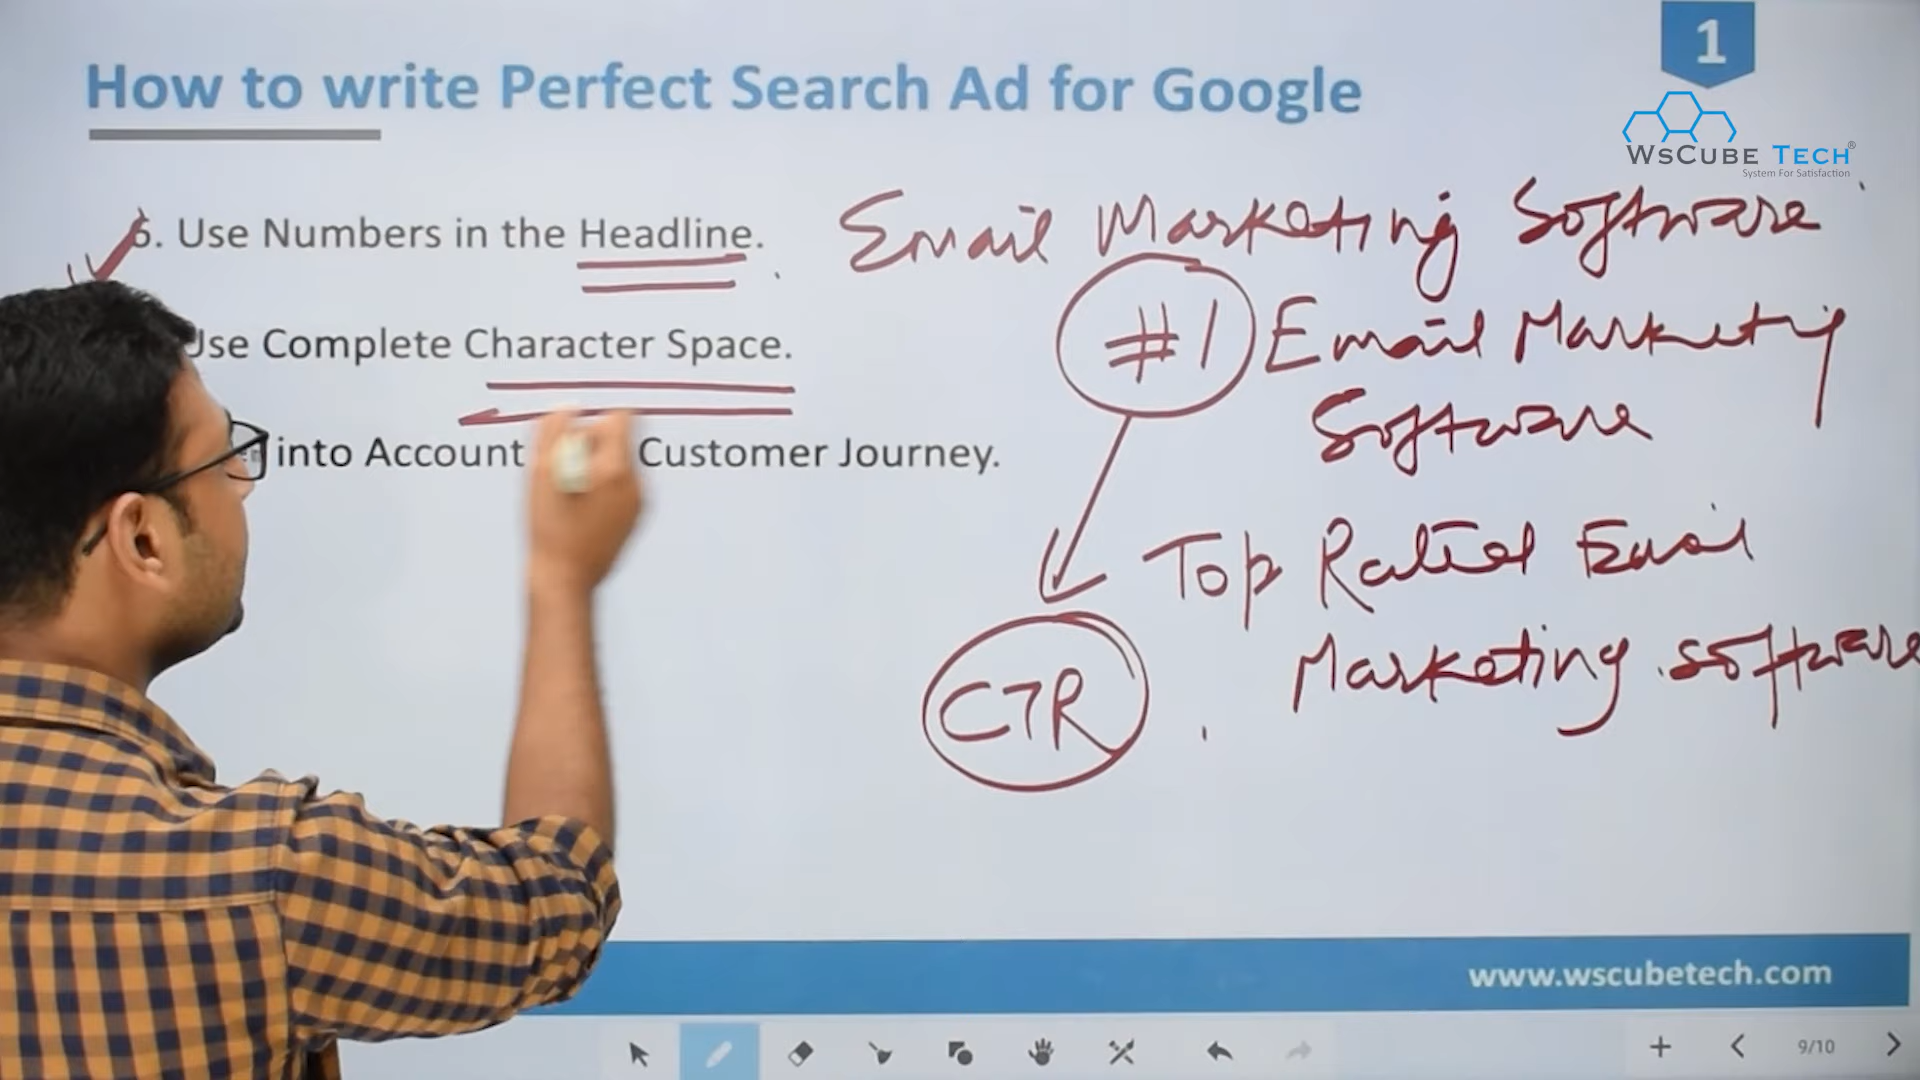 1
How to write Perfect Search Ad for Google
WSCUBE TECH®
System For Satisfaction
6. Use Numbers in the Headline.
Email Marketing Software
#1 Email Marketing
Software
Use Complete Character Space.
into Account Customer Journey.
Top Rated Email
Marketing software
CTR
www.wscubetech.com
9/10